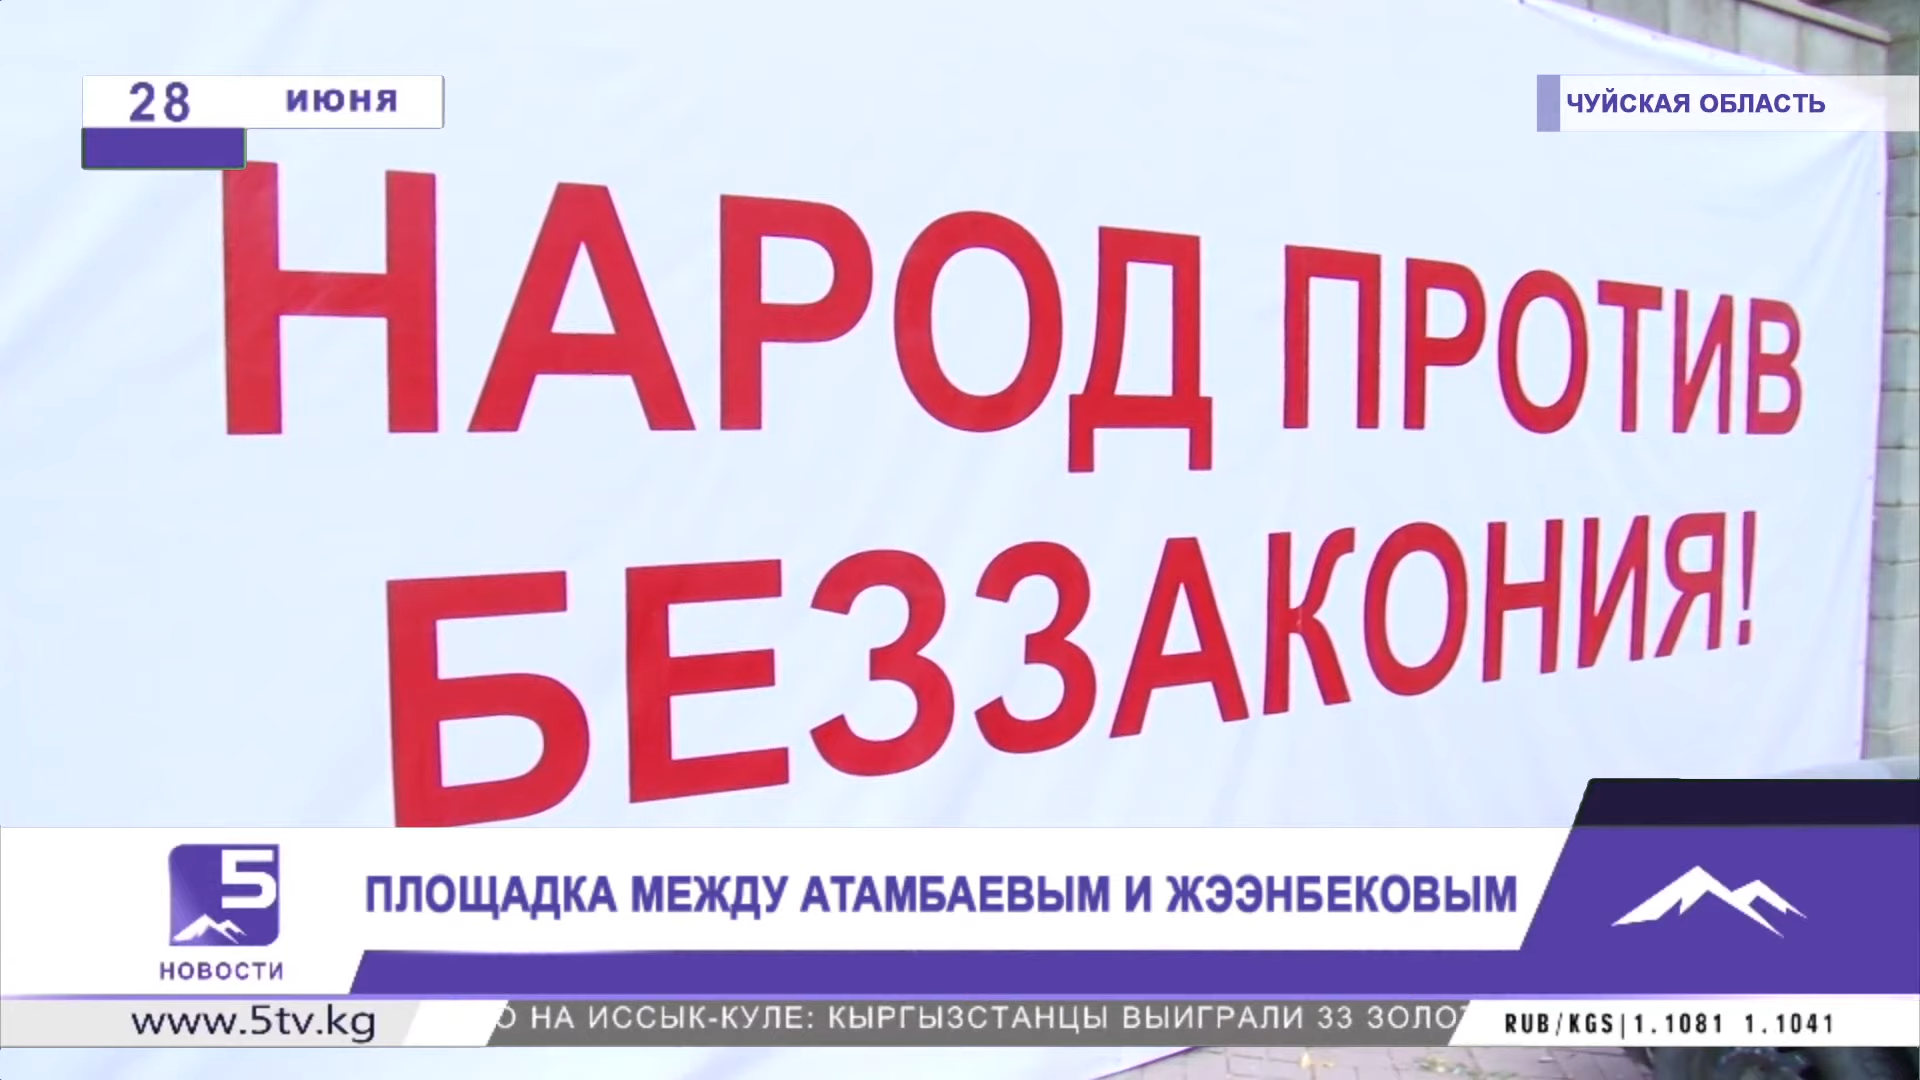 28 ИЮНЯ
ЧУЙСКАЯ ОБЛАСТЬ
НАРОД ПРОТИВ
БЕЗЗАКОНИЯ!
5
НОВОСТИ
ПЛОЩАДКА МЕЖДУ АТАМБАЕВЫМ И ЖЭЭНБЕКОВЫМ
www.5tv.kg
НА ИССЫК-КУЛЕ: КЫРГЫЗСТАНЦЫ ВЫИГРАЛИ 33
RUB/KGS|1.1081 1.1041